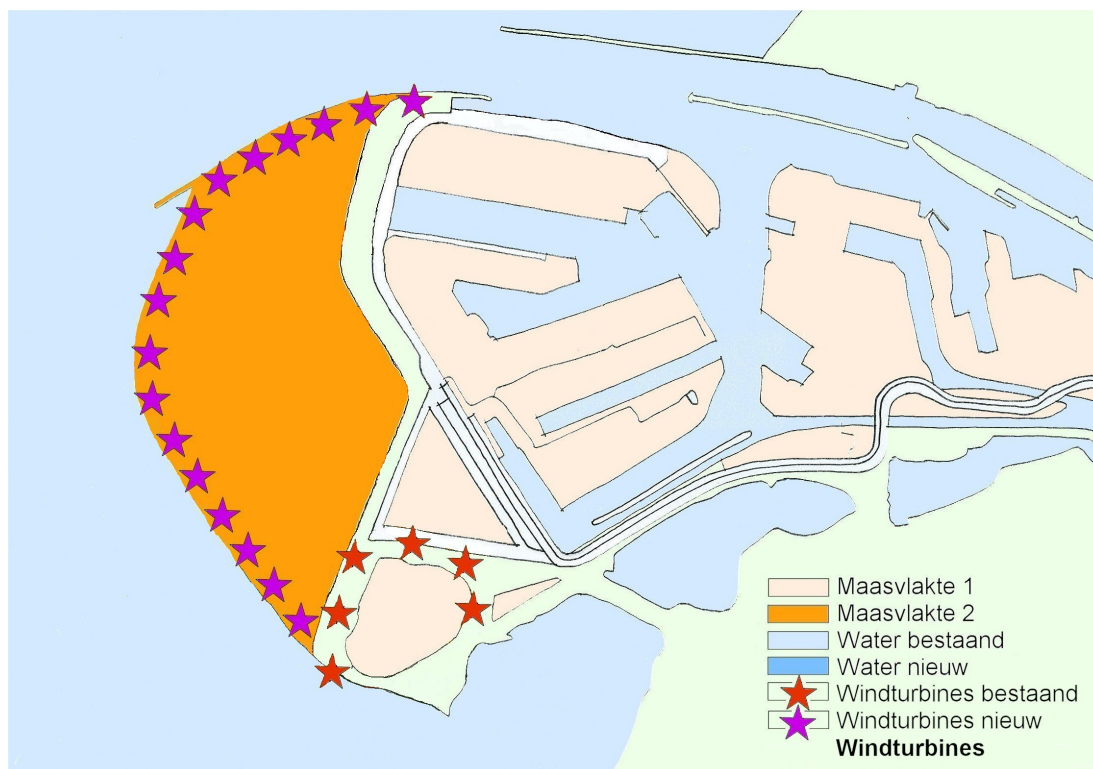 Maasvlakte 1
Maasvlakte 2
Water bestaand
Water nieuw
Windturbines bestaand
Windturbines nieuw
Windturbines